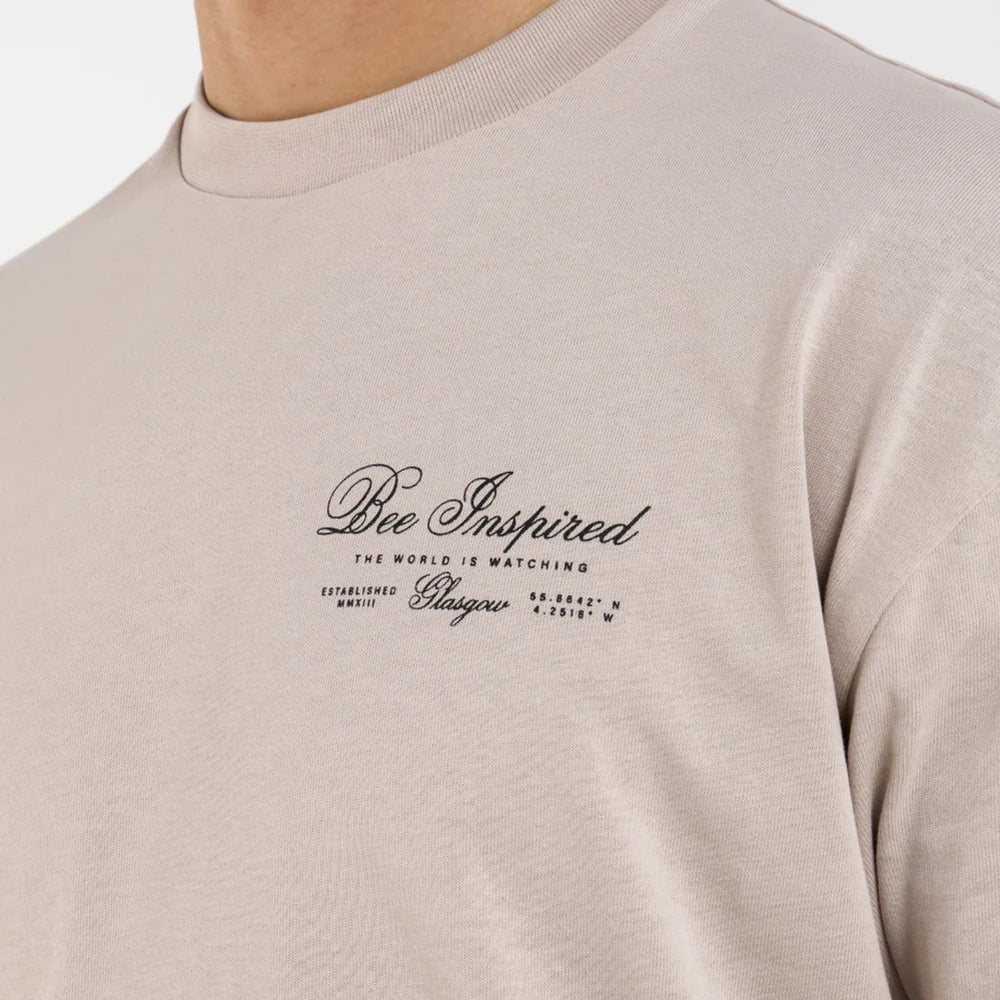 Bee Inspired
THE WORLD IS WATCHING
ESTABLISHED
MMXIII
Glasgow
55.8642° N
4.2518° W